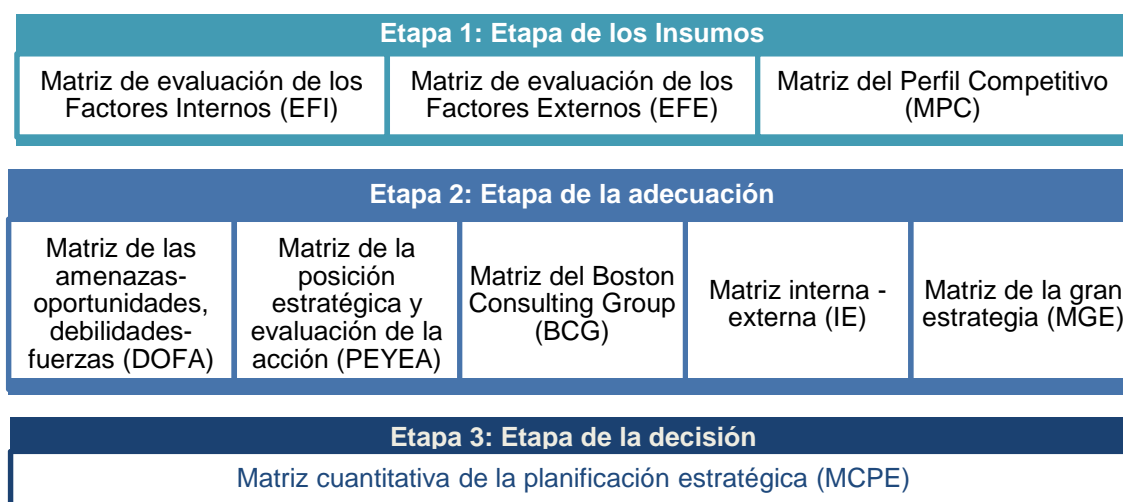 Etapa 1: Etapa de los Insumos
Matriz de evaluación de los
Factores Internos (EFI)
Matriz de evaluación de los
Factores Externos (EFE)
Matriz del Perfil Competitivo
(MPC)
Etapa 2: Etapa de la adecuación
Matriz de las
amenazas-
oportunidades,
debilidades-
fuerzas (DOFA)
Matriz de la
posición
estratégica y
evaluación de la
acción (PEYEA)
Matriz del Boston
Consulting Group
(BCG)
Matriz interna -
externa (IE)
Matriz de la gran
estrategia (MGE)
Etapa 3: Etapa de la decisión
Matriz cuantitativa de la planificación estratégica (MCPE)